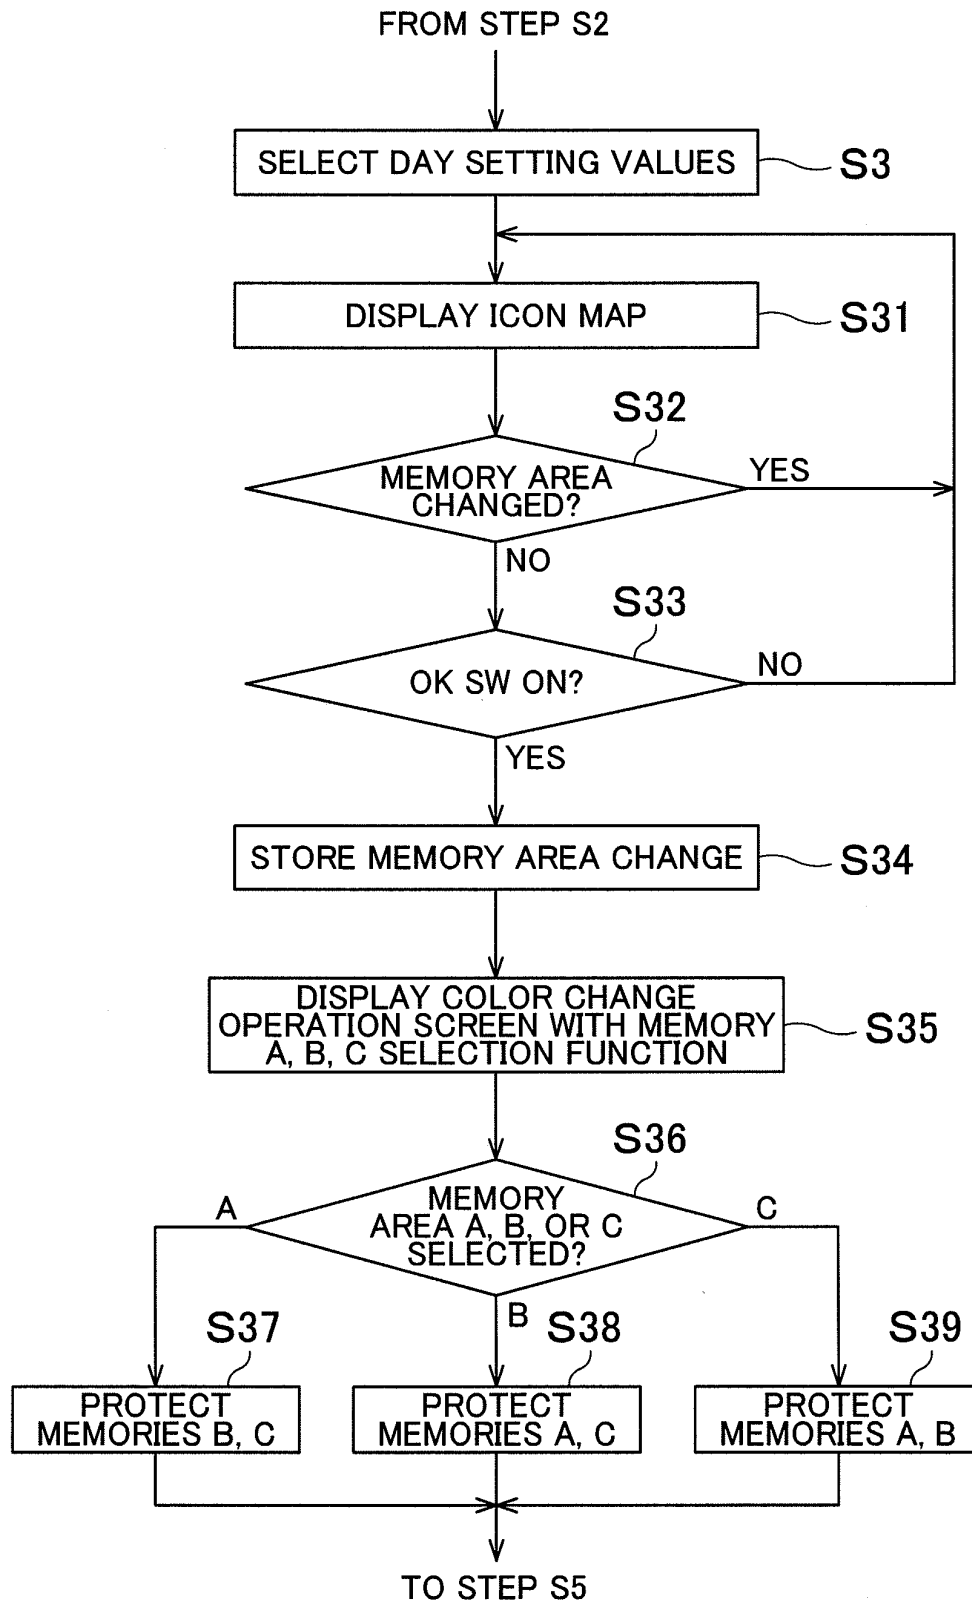 FROM STEP S2
SELECT DAY SETTING VALUES
S3
DISPLAY ICON MAP
S31
S32
MEMORY AREA
CHANGED?
YES
NO
S33
OK SW ON?
NO
YES
STORE MEMORY AREA CHANGE
S34
DISPLAY COLOR CHANGE
OPERATION SCREEN WITH MEMORY
A, B, C SELECTION FUNCTION
S35
S36
MEMORY
AREA A, B, OR C
SELECTED?
A
C
B
S37
S38
S39
PROTECT
MEMORIES B, C
PROTECT
MEMORIES A, C
PROTECT
MEMORIES A, B
TO STEP S5